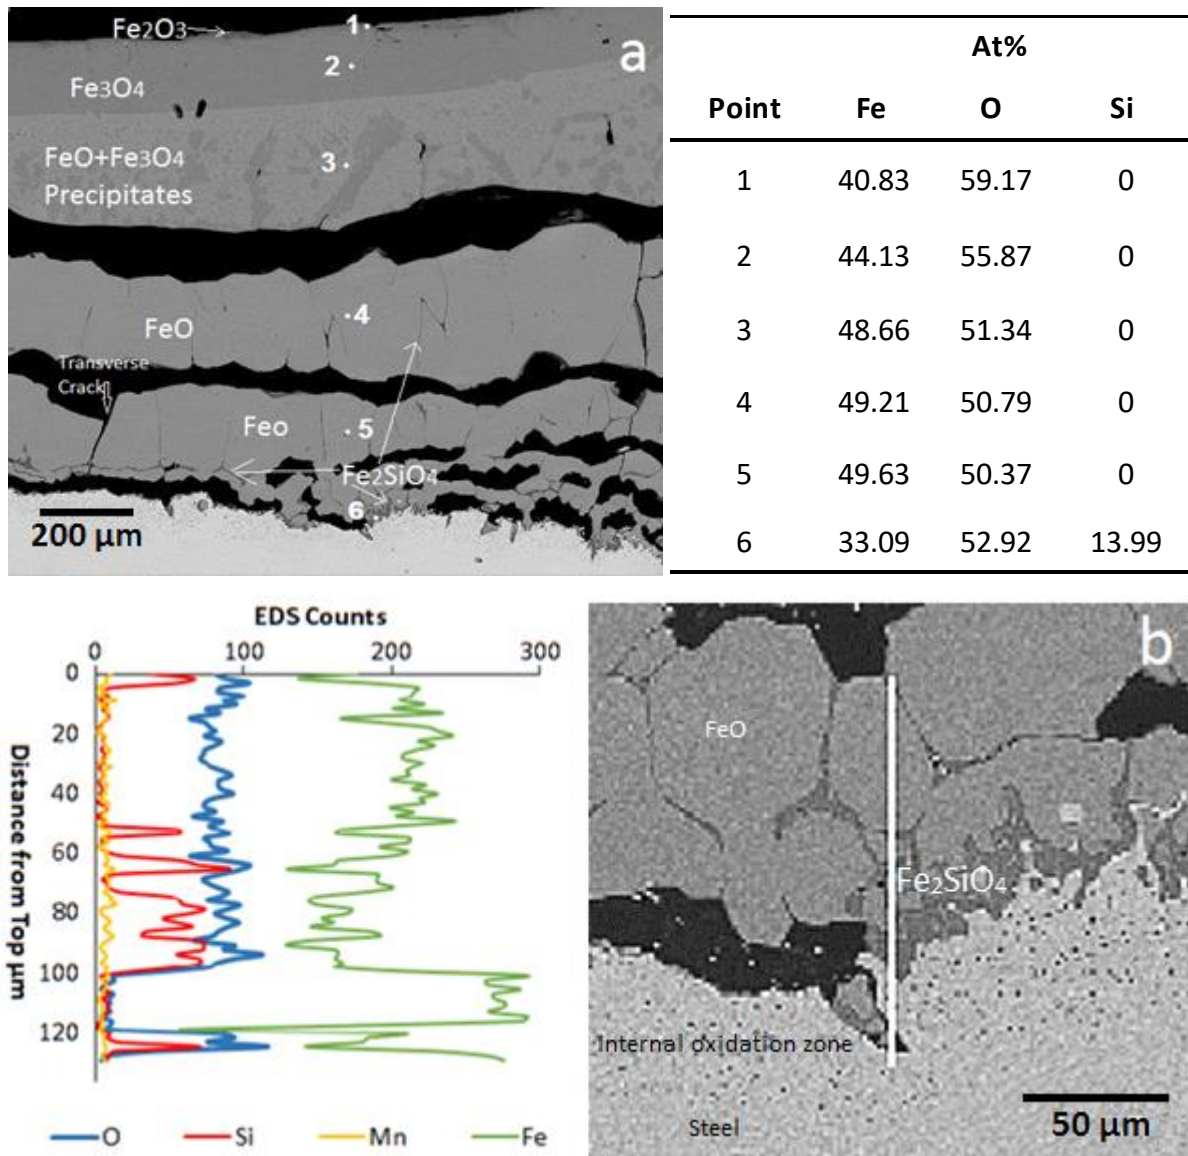 Fe2O3
1
a
2
Fe3O4
FeO+Fe3O4
Precipitates
3
4
FeO
Transverse
Crack
Feo
5
Fe2SiO4
6
200 µm
At%
Point Fe O Si
1 40.83 59.17 0
2 44.13 55.87 0
3 48.66 51.34 0
4 49.21 50.79 0
5 49.63 50.37 0
6 33.09 52.92 13.99
EDS Counts
0 100 200 300
0
20
40
60
80
100
120
Distance from Top µm
O Si Mn Fe
b
FeO
Fe2SiO4
Internal oxidation zone
Steel
50 µm